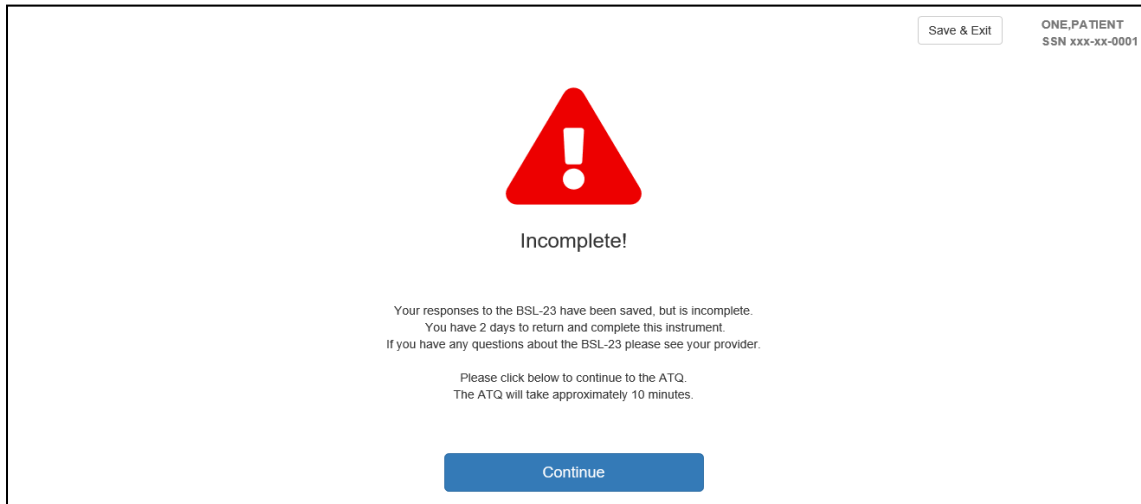 Save & Exit
ONE,PATIENT
SSN xxx-xx-0001
Incomplete!
Your responses to the BSL-23 have been saved, but is incomplete.
You have 2 days to return and complete this instrument.
If you have any questions about the BSL-23 please see your provider.
Please click below to continue to the ATQ.
The ATQ will take approximately 10 minutes.
Continue